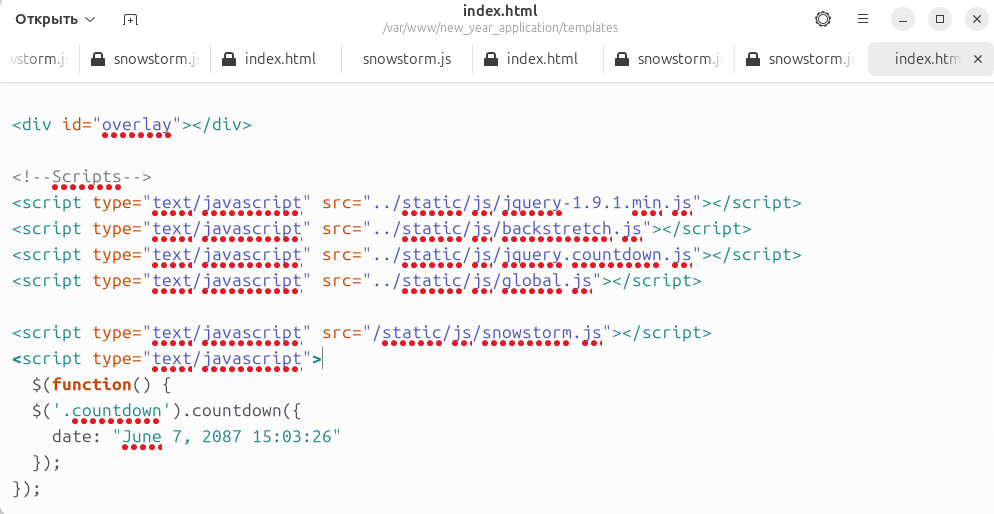 Открыть
index.html
/var/www/new_year_application/templates
wstorm.js snowstorm.js index.html snowstorm.js index.html snowstorm.js snowstorm.js index.htm
<div id="overlay"></div>
<!--Scripts-->
<script type="text/javascript" src="../static/js/jquery-1.9.1.min.js"></script>
<script type="text/javascript" src="../static/js/backstretch.js"></script>
<script type="text/javascript" src="../static/js/jquery.countdown.js"></script>
<script type="text/javascript" src="../static/js/global.js"></script>
<script type="text/javascript" src="/static/js/snowstorm.js"></script>
<script type="text/javascript">
$(function() {
$('.countdown').countdown({
date: "June 7, 2087 15:03:26"
});
});